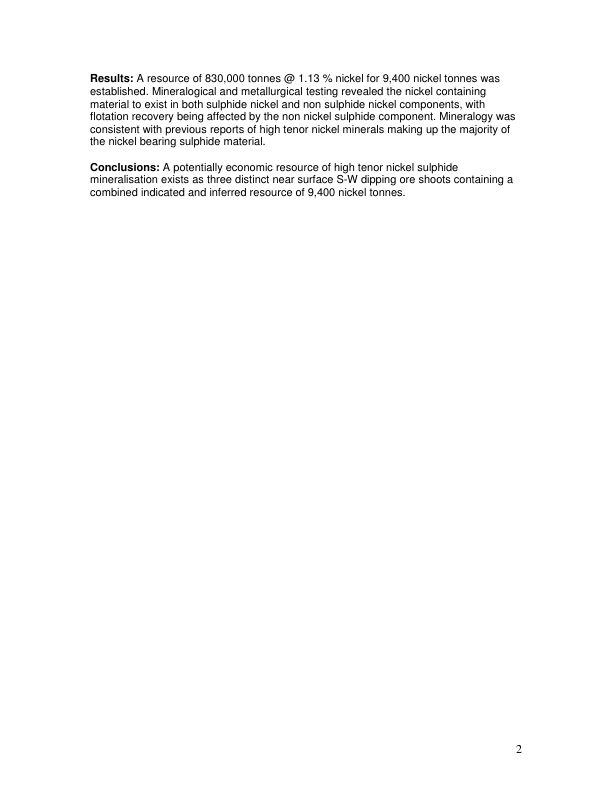 Results: A resource of 830,000 tonnes @ 1.13 % nickel for 9,400 nickel tonnes was
established. Mineralogical and metallurgical testing revealed the nickel containing
material to exist in both sulphide nickel and non sulphide nickel components, with
flotation recovery being affected by the non nickel sulphide component. Mineralogy was
consistent with previous reports of high tenor nickel minerals making up the majority of
the nickel bearing sulphide material.
Conclusions: A potentially economic resource of high tenor nickel sulphide
mineralisation exists as three distinct near surface S-W dipping ore shoots containing a
combined indicated and inferred resource of 9,400 nickel tonnes.
2